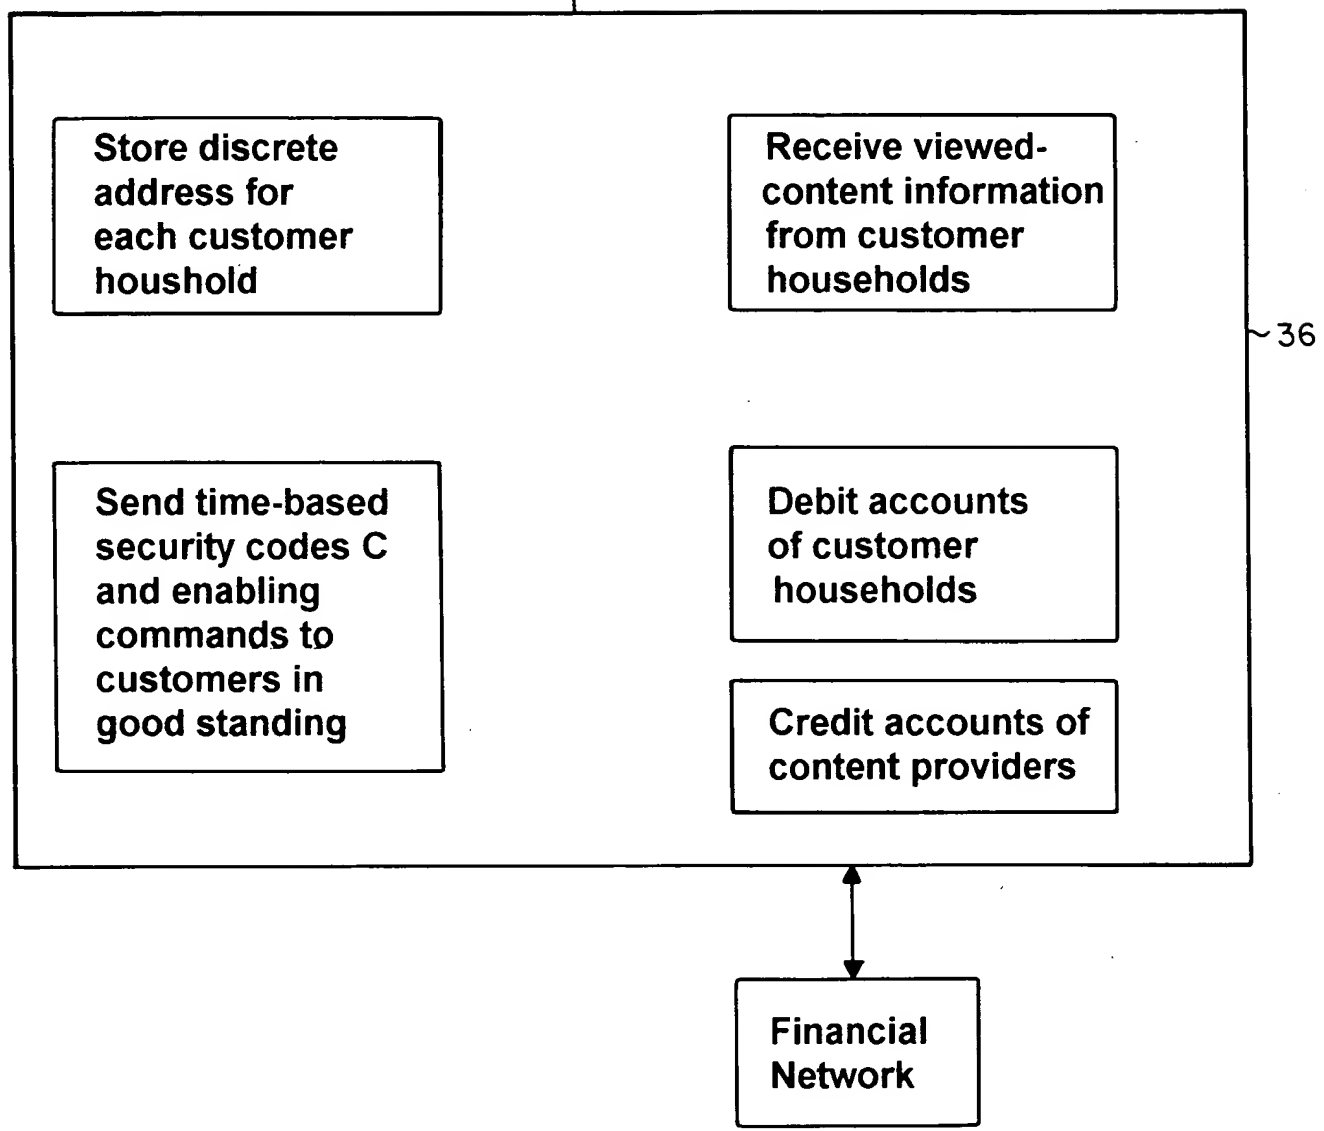 Store discrete
address for
each customer
houshold
Receive viewed-
content information
from customer
households
36
Send time-based
security codes C
and enabling
commands to
customers in
good standing
Debit accounts
of customer
households
Credit accounts of
content providers
Financial
Network